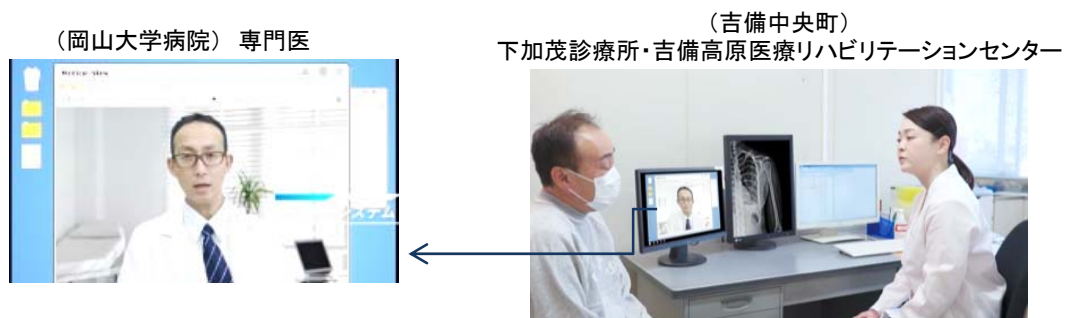 （岡山大学病院） 専門医
（吉備中央町）
下加茂診療所・吉備高原医療リハビリテーションセンター
Medical View
ステム